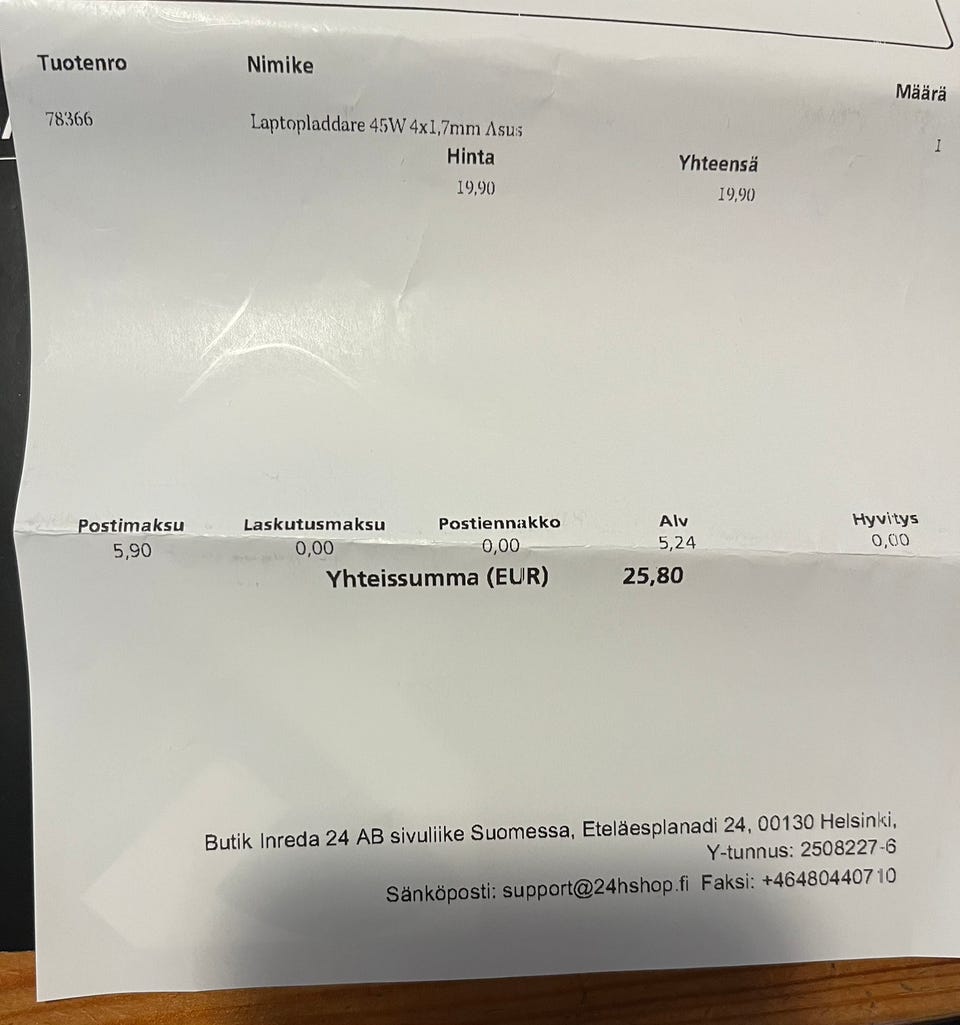 Tuotenro Nimike Määrä
78366 Laptopladdare 45W 4x1,7mm Asus 1
Hinta Yhteensä
19,90 19,90
Postimaksu Laskutusmaksu Postiennakko Alv Hyvitys
5,90 0,00 0,00 5,24 0,00
Yhteissumma (EUR) 25,80
Butik Inreda 24 AB sivuliike Suomessa, Eteläesplanadi 24, 00130 Helsinki,
Y-tunnus: 2508227-6
Sänköposti: support@24hshop.fi Faksi: +46480440710